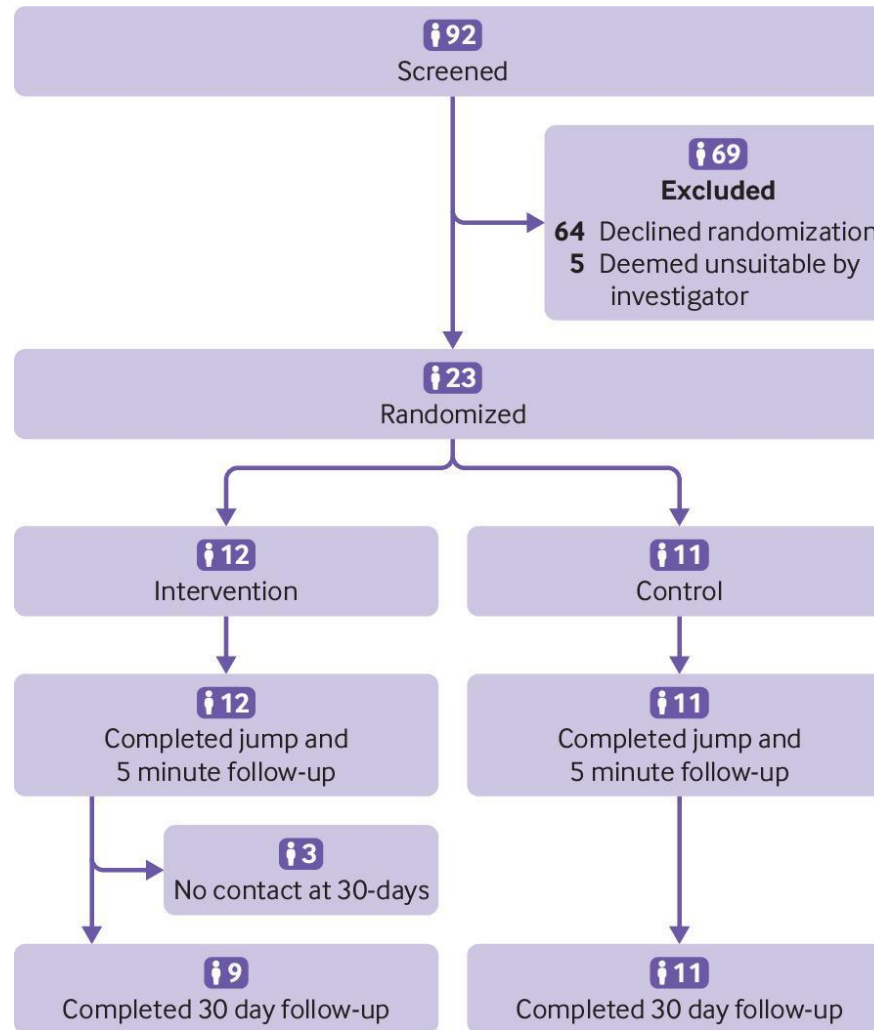 92
Screened
69
Excluded
64 Declined randomization
5 Deemed unsuitable by
investigator
23
Randomized
12
Intervention
11
Control
12
Completed jump and
5 minute follow-up
11
Completed jump and
5 minute follow-up
3
No contact at 30-days
9
Completed 30 day follow-up
11
Completed 30 day follow-up